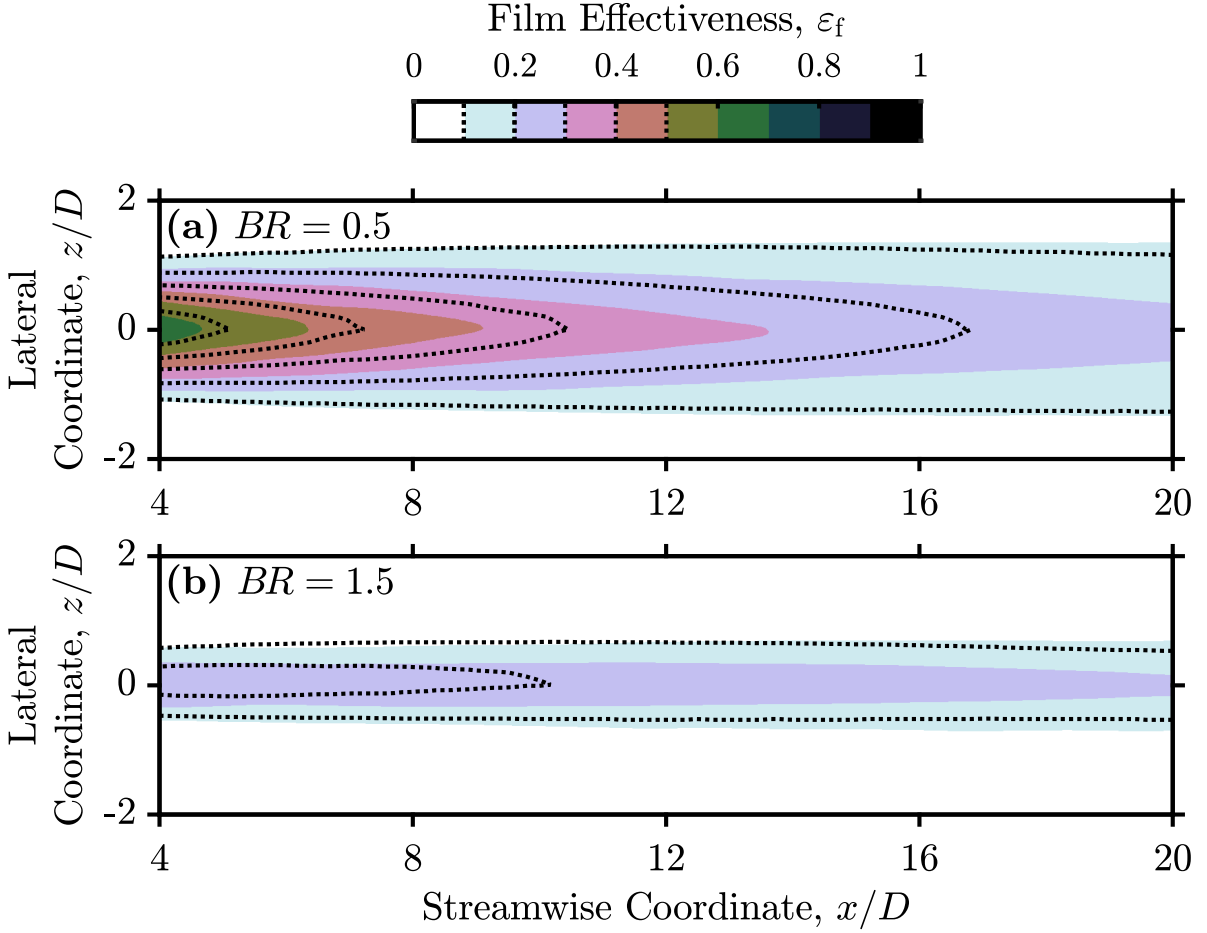 Film Effectiveness, εf
0 0.2 0.4 0.6 0.8 1
(a) BR = 0.5
Lateral
Coordinate, z/D
2
0
-2
4 8 12 16 20
(b) BR = 1.5
Lateral
Coordinate, z/D
2
0
-2
4 8 12 16 20
Streamwise Coordinate, x/D